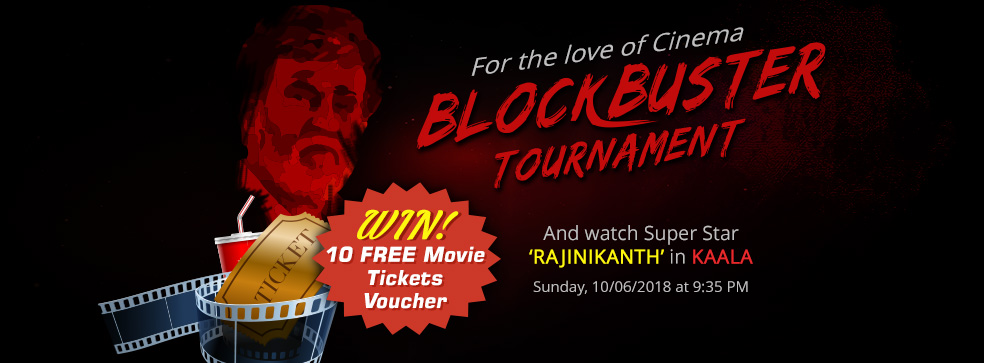 For the love of Cinema
BLOCKBUSTER
TOURNAMENT
WIN!
10 FREE Movie
Tickets
Voucher
TICKET
And watch Super Star
‘RAJINIKANTH’ in KAALA
Sunday, 10/06/2018 at 9:35 PM